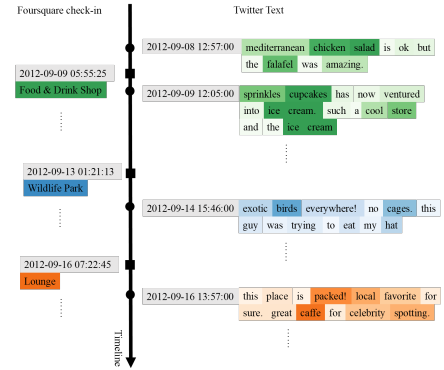 Foursquare check-in
Twitter Text
2012-09-08 12:57:00
mediterranean chicken salad is ok but
the falafel was amazing.
2012-09-09 05:55:25
Food & Drink Shop
2012-09-09 12:05:00
sprinkles cupcakes has now ventured
into ice cream. such a cool store
and the ice cream
2012-09-13 01:21:13
Wildlife Park
2012-09-14 15:46:00
exotic birds everywhere! no cages. this
guy was trying to eat my hat
2012-09-16 07:22:45
Lounge
2012-09-16 13:57:00
this place is packed! local favorite for
sure. great caffe for celebrity spotting.
Timeline